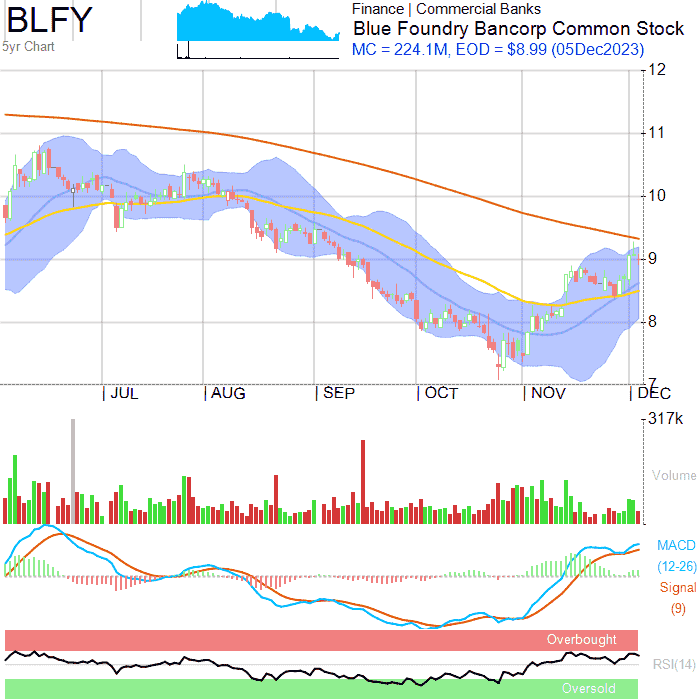 BLFY
5yr Chart
Finance | Commercial Banks
Blue Foundry Bancorp Common Stock
MC = 224.1M, EOD = $8.99 (05Dec2023)
12
11
10
9
8
7
JUL AUG SEP OCT NOV DEC
317k
Volume
MACD
(12-26)
Signal
(9)
Overbought
RSI(14)
Oversold